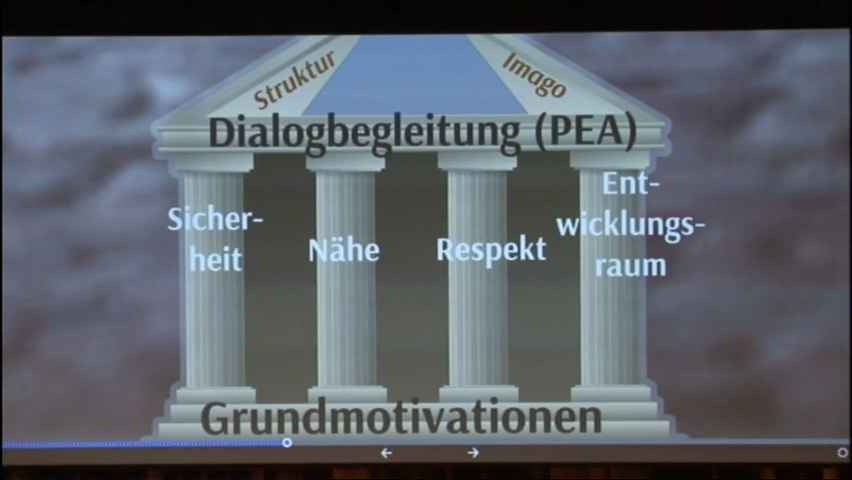 Struktur
Imago
Dialogbegleitung (PEA)
Sicher-
heit
Nähe
Respekt
Ent-
wicklungs-
raum
Grundmotivationen